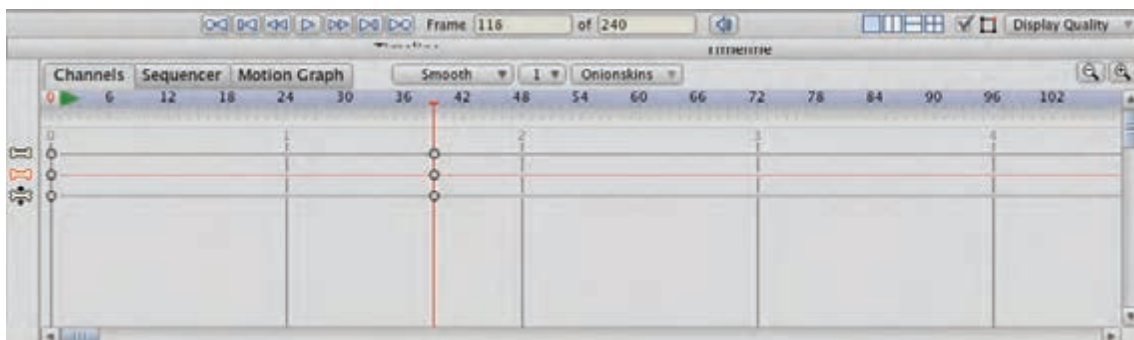 Frame 116 of 240 Display Quality
Timeline
Channels Sequencer Motion Graph Smooth 1 Onionskins
0 6 12 18 24 30 36 42 48 54 60 66 72 78 84 90 96 102
0 1 2 3 4